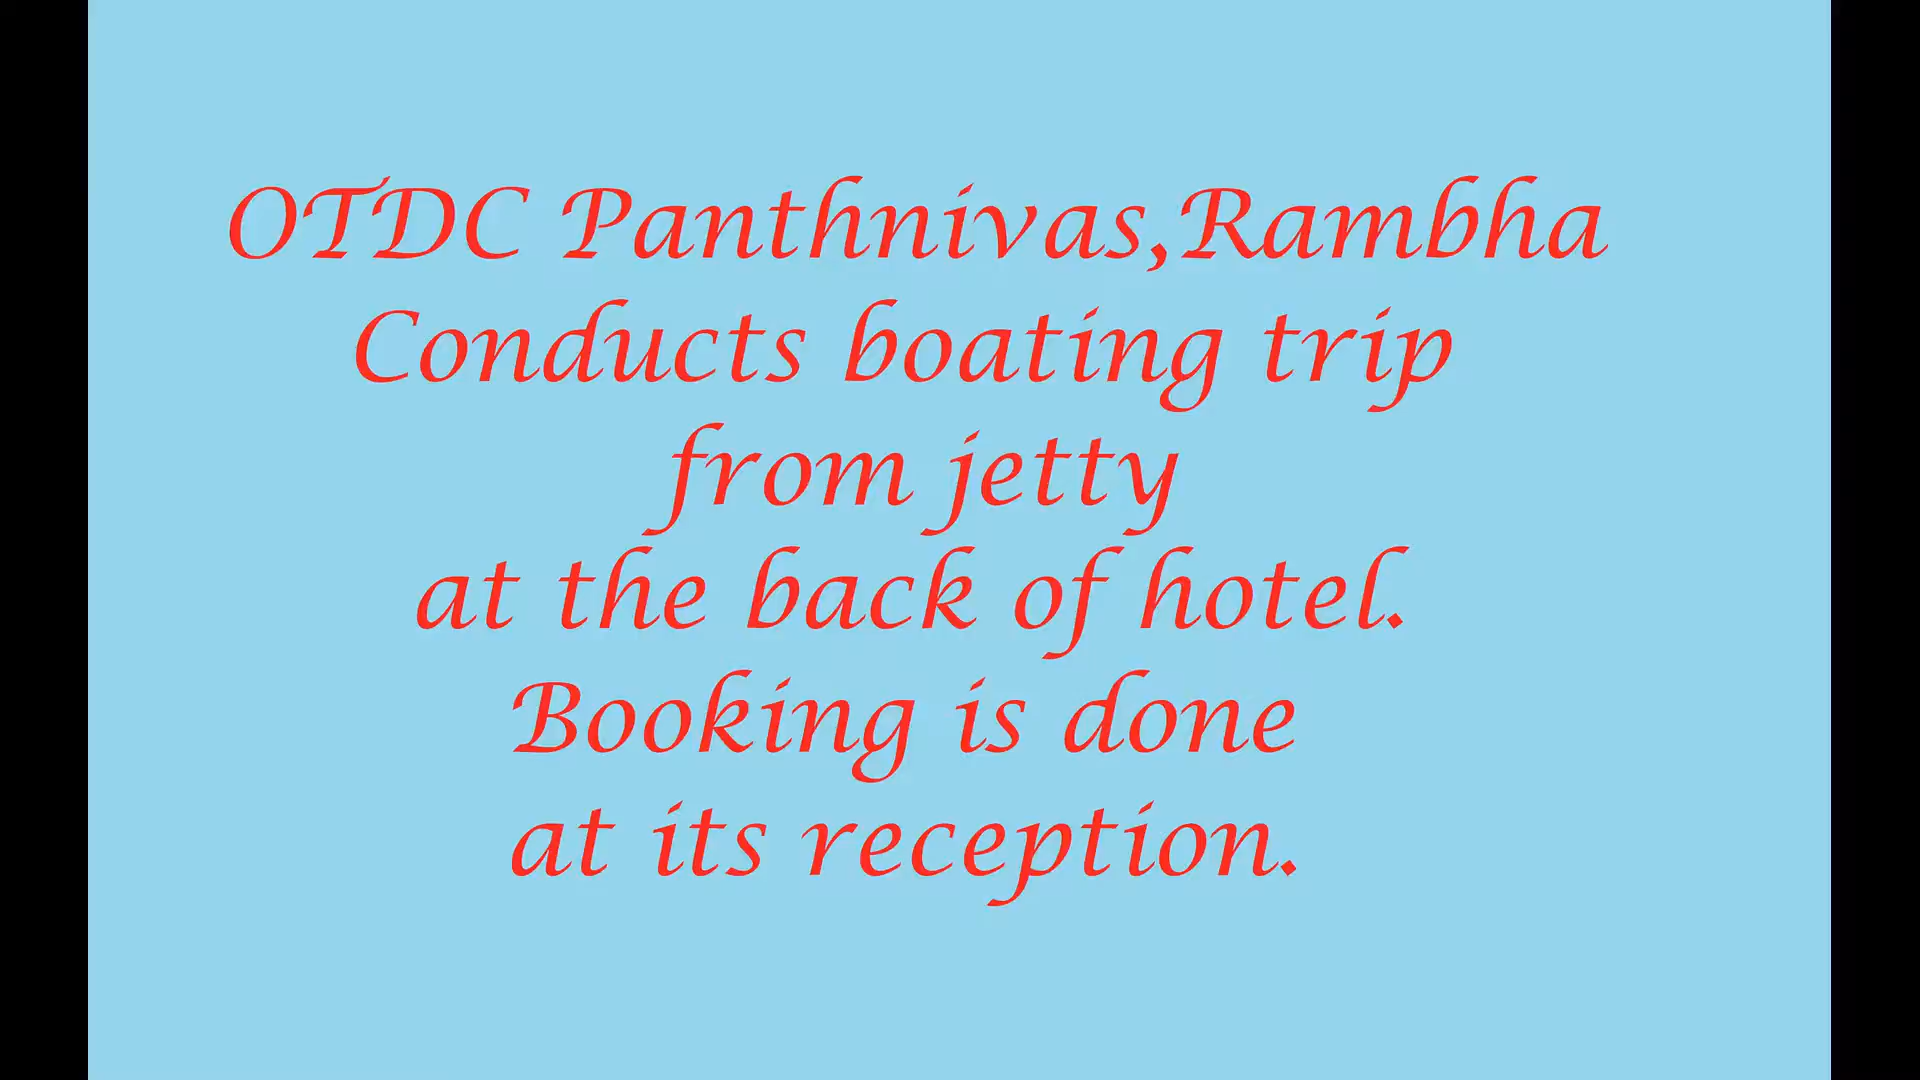 OTDC Panthnivas,Rambha
Conducts boating trip
from jetty
at the back of hotel.
Booking is done
at its reception.